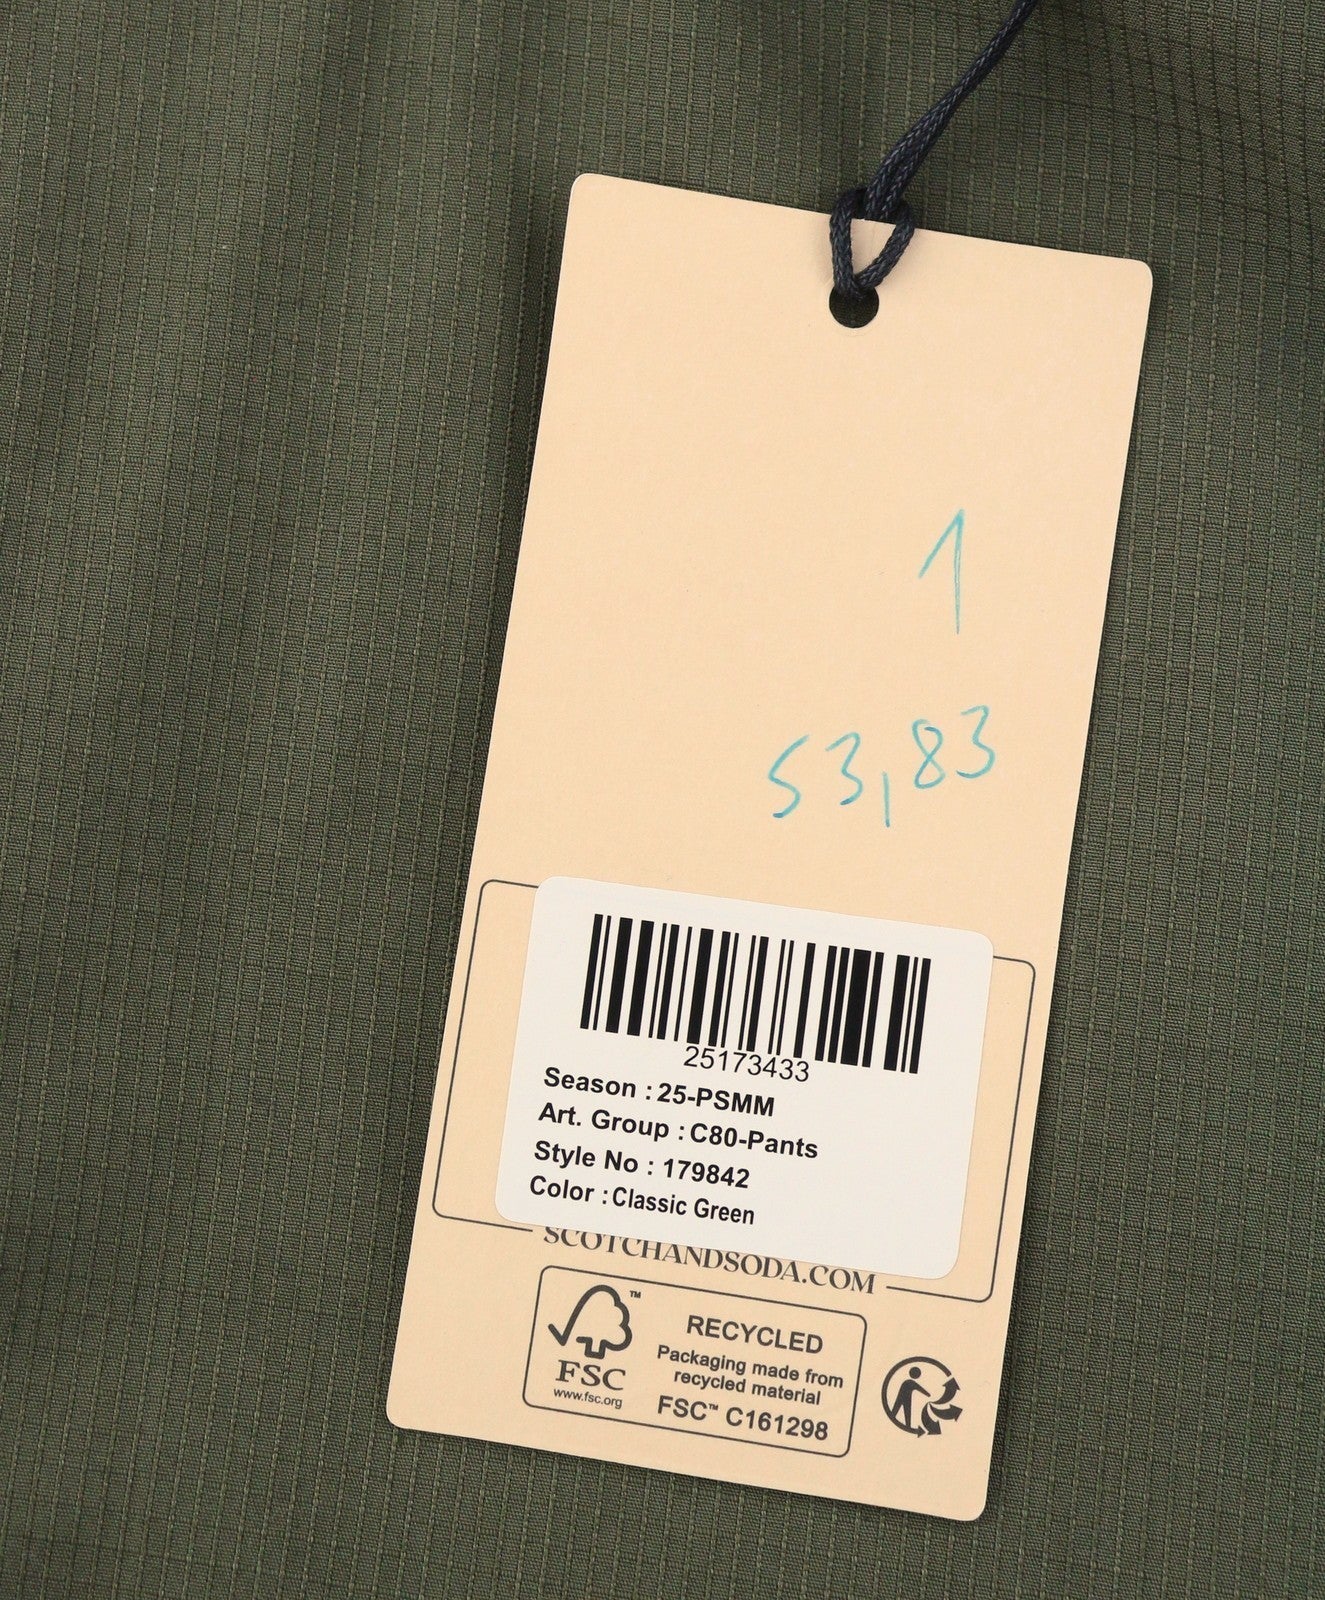 1
53,83
25173433
Season : 25-PSMM
Art. Group : C80-Pants
Style No : 179842
Color : Classic Green
SCOTCHANDSODA.COM
TM
FSC
www.fsc.org
RECYCLED
Packaging made from
recycled material
FSC™ C161298